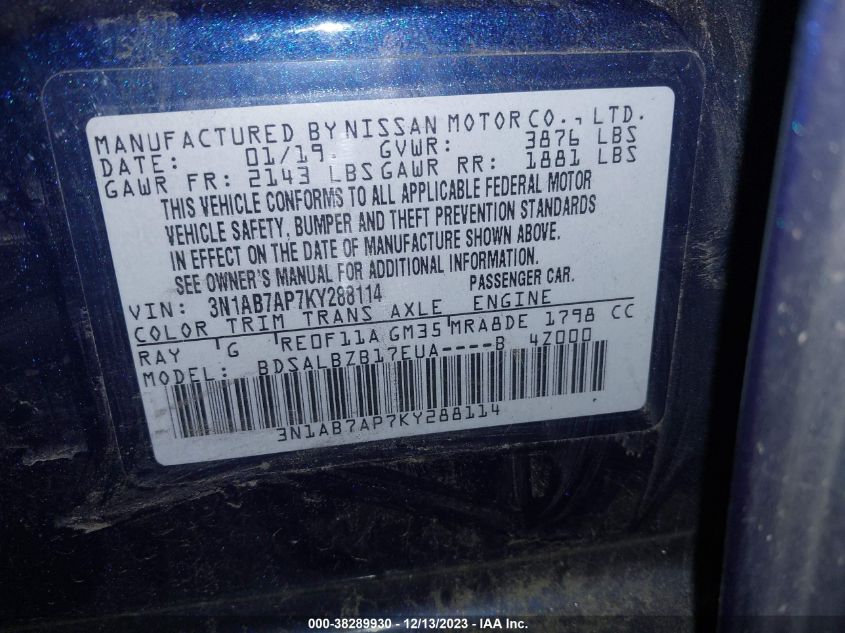 MANUFACTURED BY NISSAN MOTOR CO., LTD.
DATE: 01/19 GVWR: 3876 LBS
GAWR FR: 2143 LBS GAWR RR: 1881 LBS
THIS VEHICLE CONFORMS TO ALL APPLICABLE FEDERAL MOTOR
VEHICLE SAFETY, BUMPER AND THEFT PREVENTION STANDARDS
IN EFFECT ON THE DATE OF MANUFACTURE SHOWN ABOVE.
SEE OWNER'S MANUAL FOR ADDITIONAL INFORMATION.
VIN: 3N1AB7AP7KY288114 PASSENGER CAR.
COLOR TRIM TRANS AXLE ENGINE
RAY G RE0F11A GM35 MRA8DE 1798 CC
MODEL: BDSALBZB17EUA----B 4Z000
3N1AB7AP7KY288114
000-38289930 - 12/13/2023 - IAA Inc.